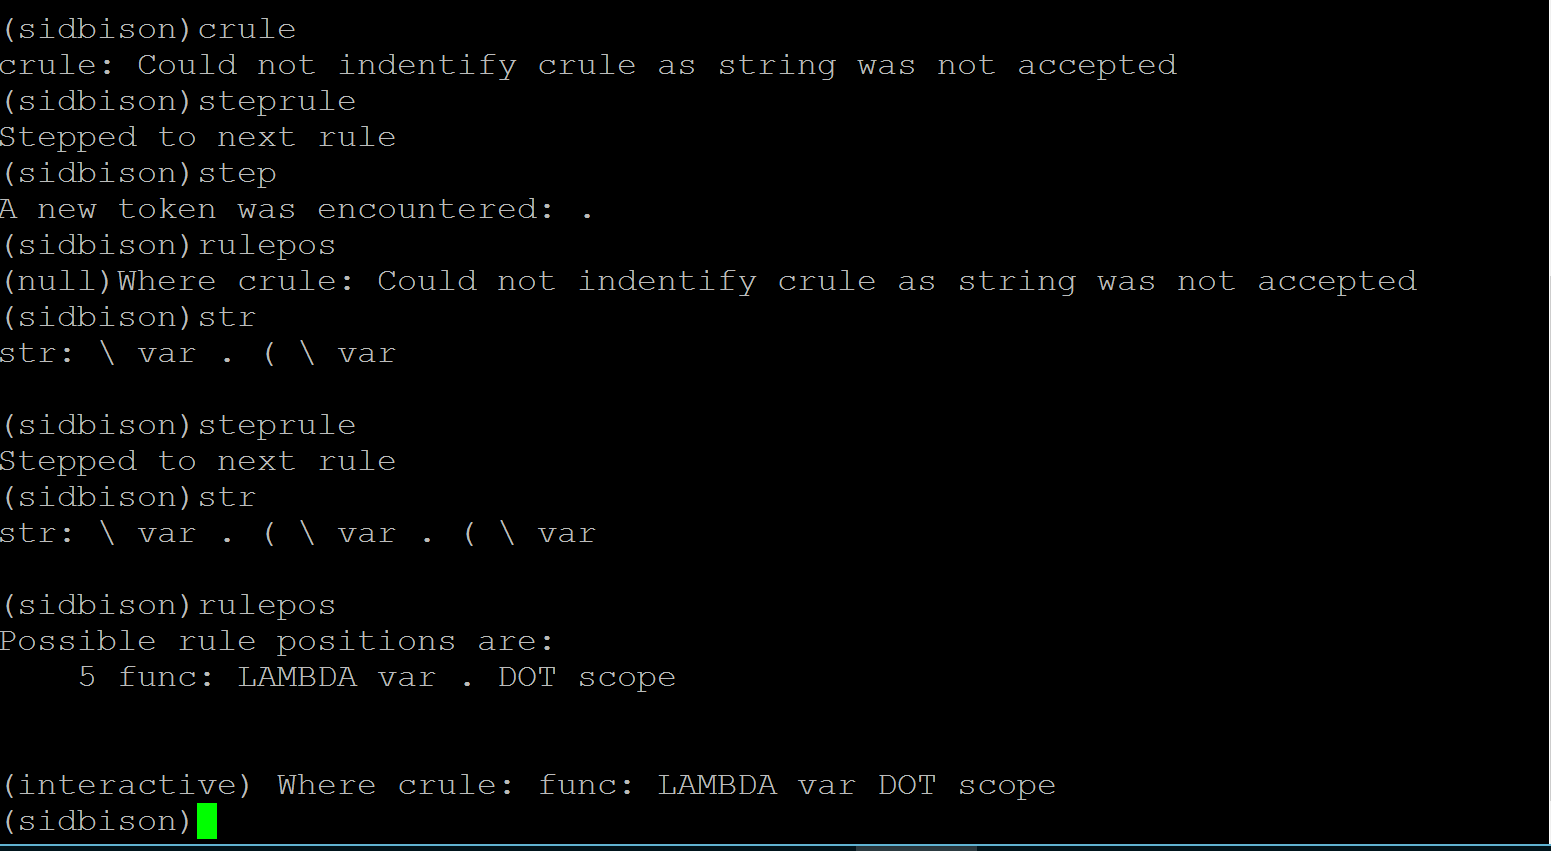 (sidbison)crule
crule: Could not indentify crule as string was not accepted
(sidbison)steprule
Stepped to next rule
(sidbison)step
A new token was encountered: .
(sidbison)rulepos
(null)Where crule: Could not indentify crule as string was not accepted
(sidbison)str
str: \ var . ( \ var
(sidbison)steprule
Stepped to next rule
(sidbison)str
str: \ var . ( \ var . ( \ var
(sidbison)rulepos
Possible rule positions are:
5 func: LAMBDA var . DOT scope
(interactive) Where crule: func: LAMBDA var DOT scope
(sidbison)